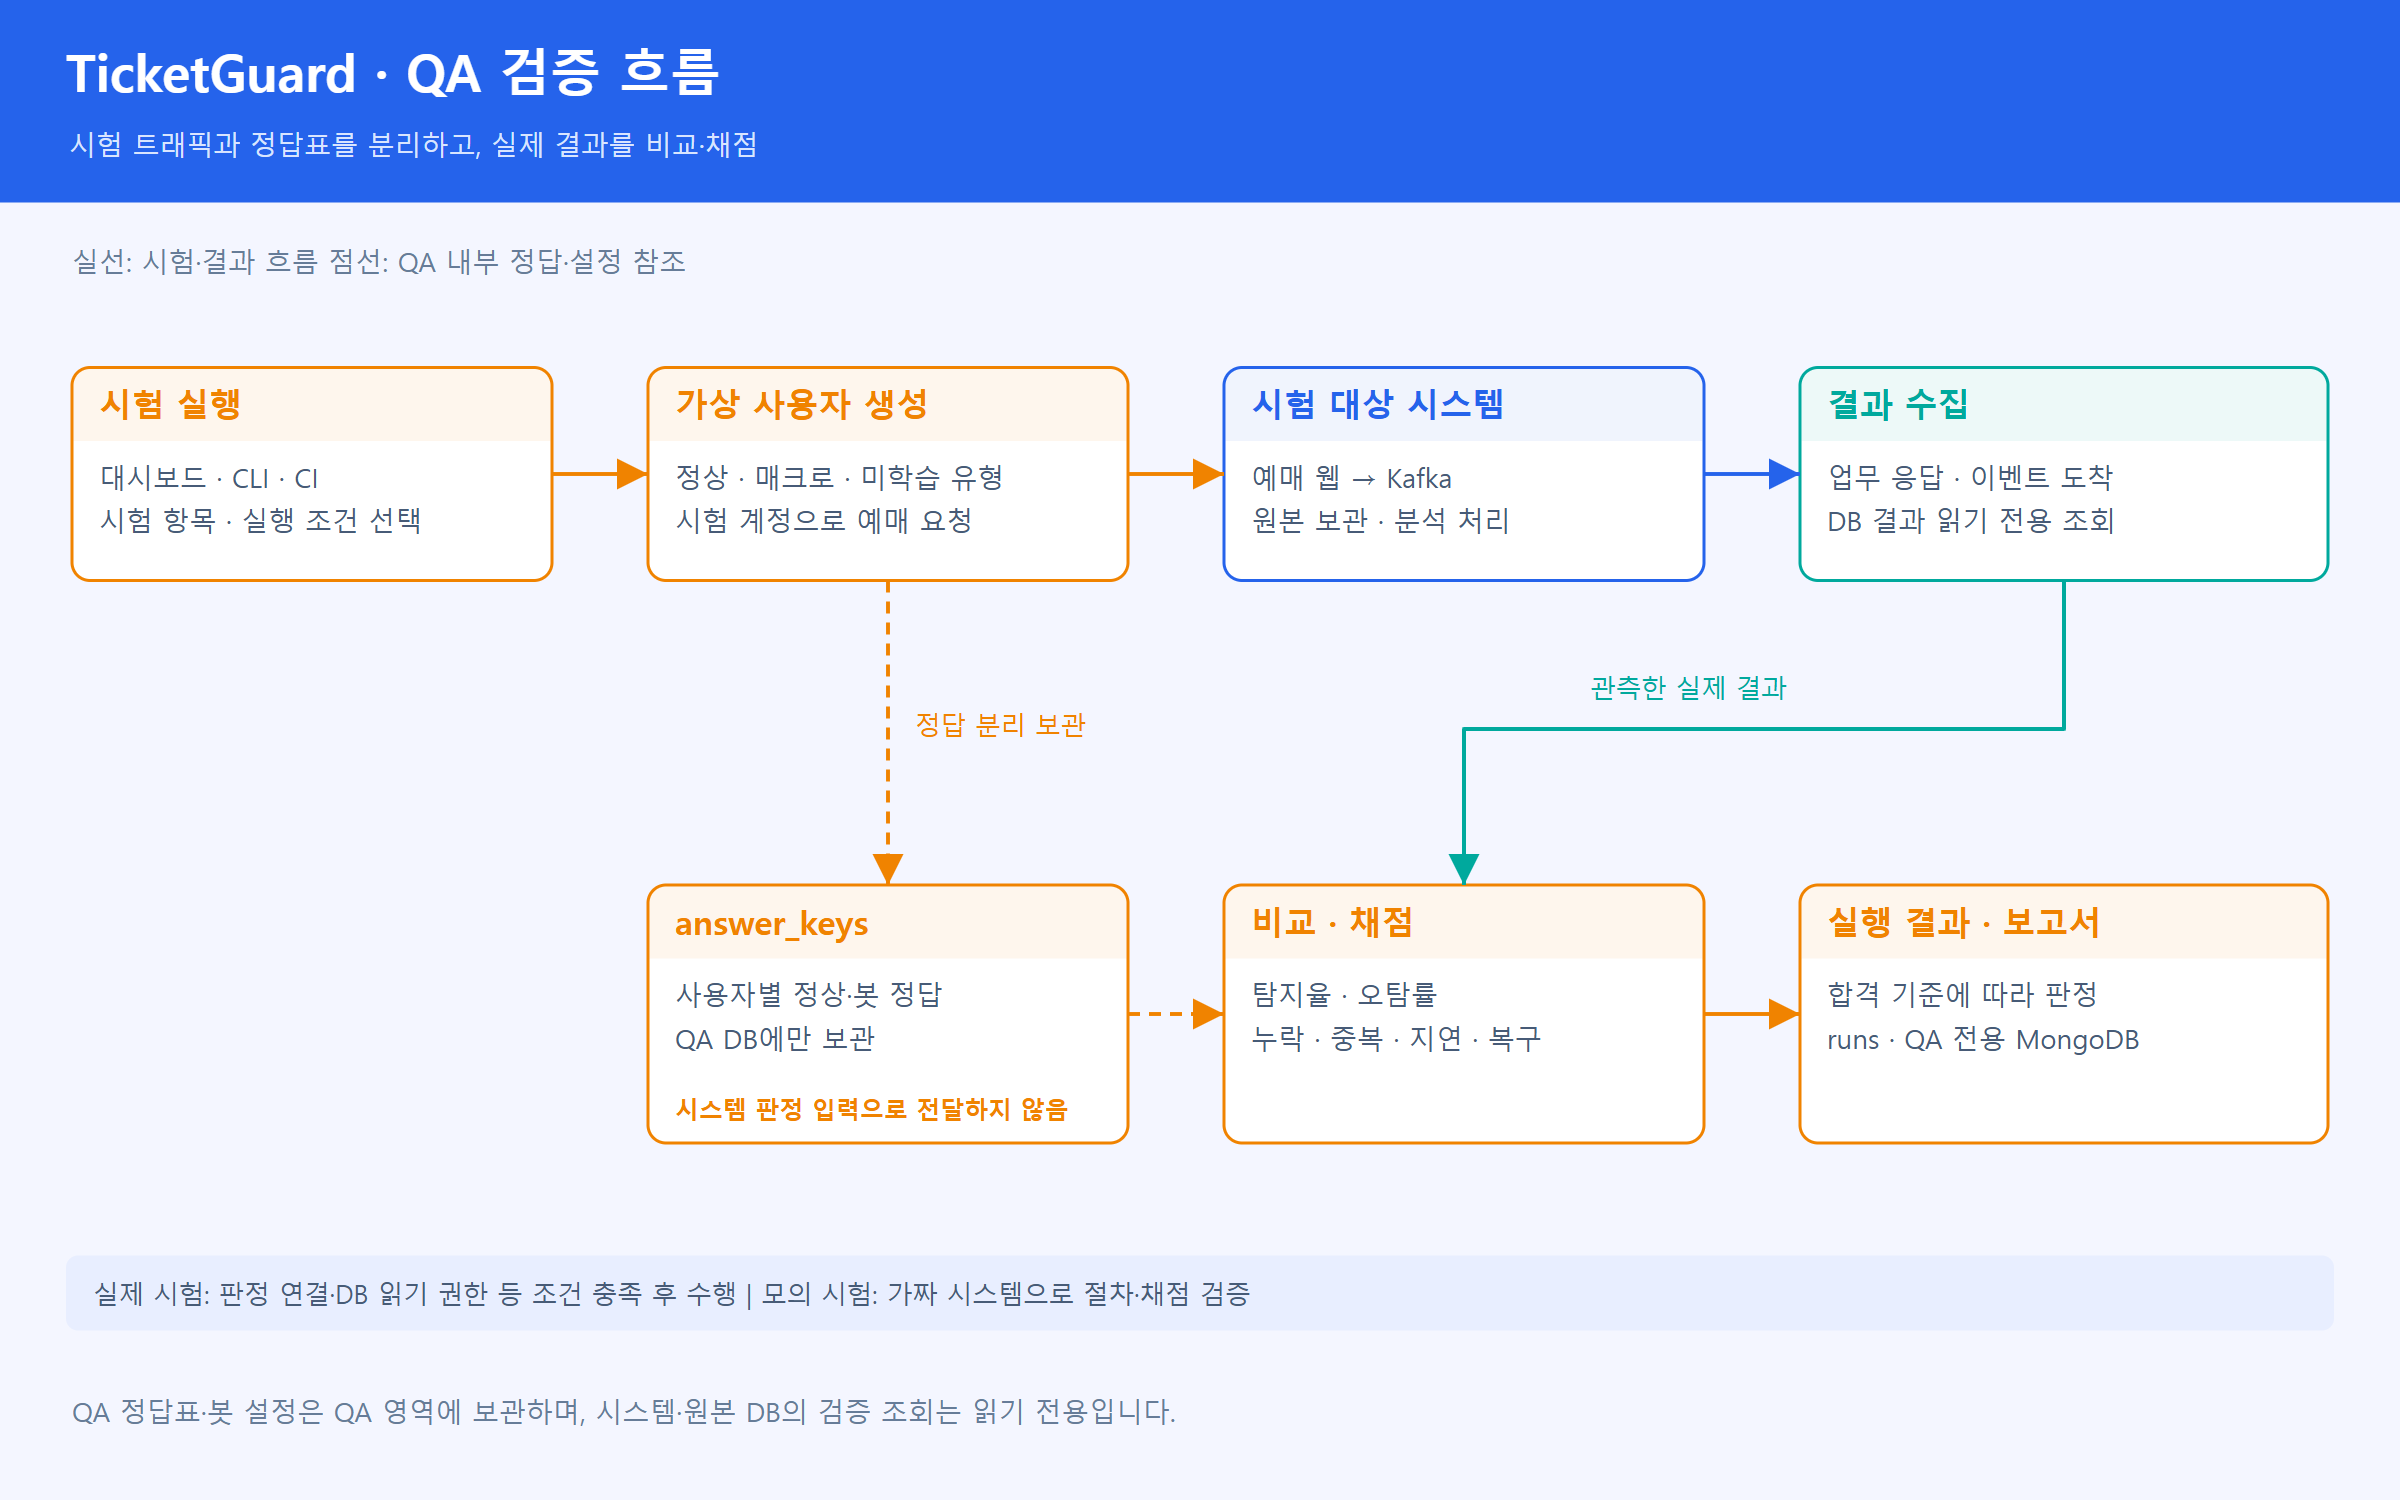 TicketGuard · QA 검증 흐름
시험 트래픽과 정답표를 분리하고, 실제 결과를 비교·채점
실선: 시험·결과 흐름 점선: QA 내부 정답·설정 참조
시험 실행
대시보드 · CLI · CI
시험 항목 · 실행 조건 선택
가상 사용자 생성
정상 · 매크로 · 미학습 유형
시험 계정으로 예매 요청
시험 대상 시스템
예매 웹 → Kafka
원본 보관 · 분석 처리
결과 수집
업무 응답 · 이벤트 도착
DB 결과 읽기 전용 조회
정답 분리 보관
관측한 실제 결과
answer_keys
사용자별 정상·봇 정답
QA DB에만 보관
시스템 판정 입력으로 전달하지 않음
비교 · 채점
탐지율 · 오탐률
누락 · 중복 · 지연 · 복구
실행 결과 · 보고서
합격 기준에 따라 판정
runs · QA 전용 MongoDB
실제 시험: 판정 연결·DB 읽기 권한 등 조건 충족 후 수행 | 모의 시험: 가짜 시스템으로 절차·채점 검증
QA 정답표·봇 설정은 QA 영역에 보관하며, 시스템·원본 DB의 검증 조회는 읽기 전용입니다.